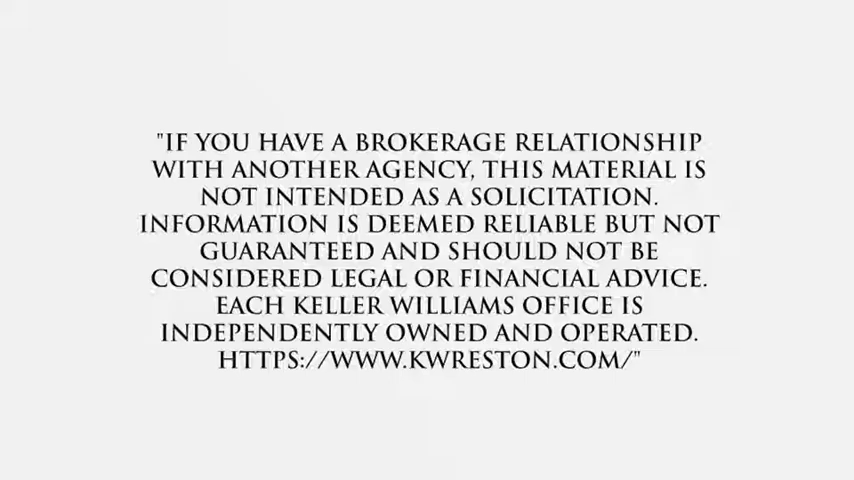 "IF YOU HAVE A BROKERAGE RELATIONSHIP
WITH ANOTHER AGENCY, THIS MATERIAL IS
NOT INTENDED AS A SOLICITATION.
INFORMATION IS DEEMED RELIABLE BUT NOT
GUARANTEED AND SHOULD NOT BE
CONSIDERED LEGAL OR FINANCIAL ADVICE.
EACH KELLER WILLIAMS OFFICE IS
INDEPENDENTLY OWNED AND OPERATED.
HTTPS://WWW.KWRESTON.COM/"